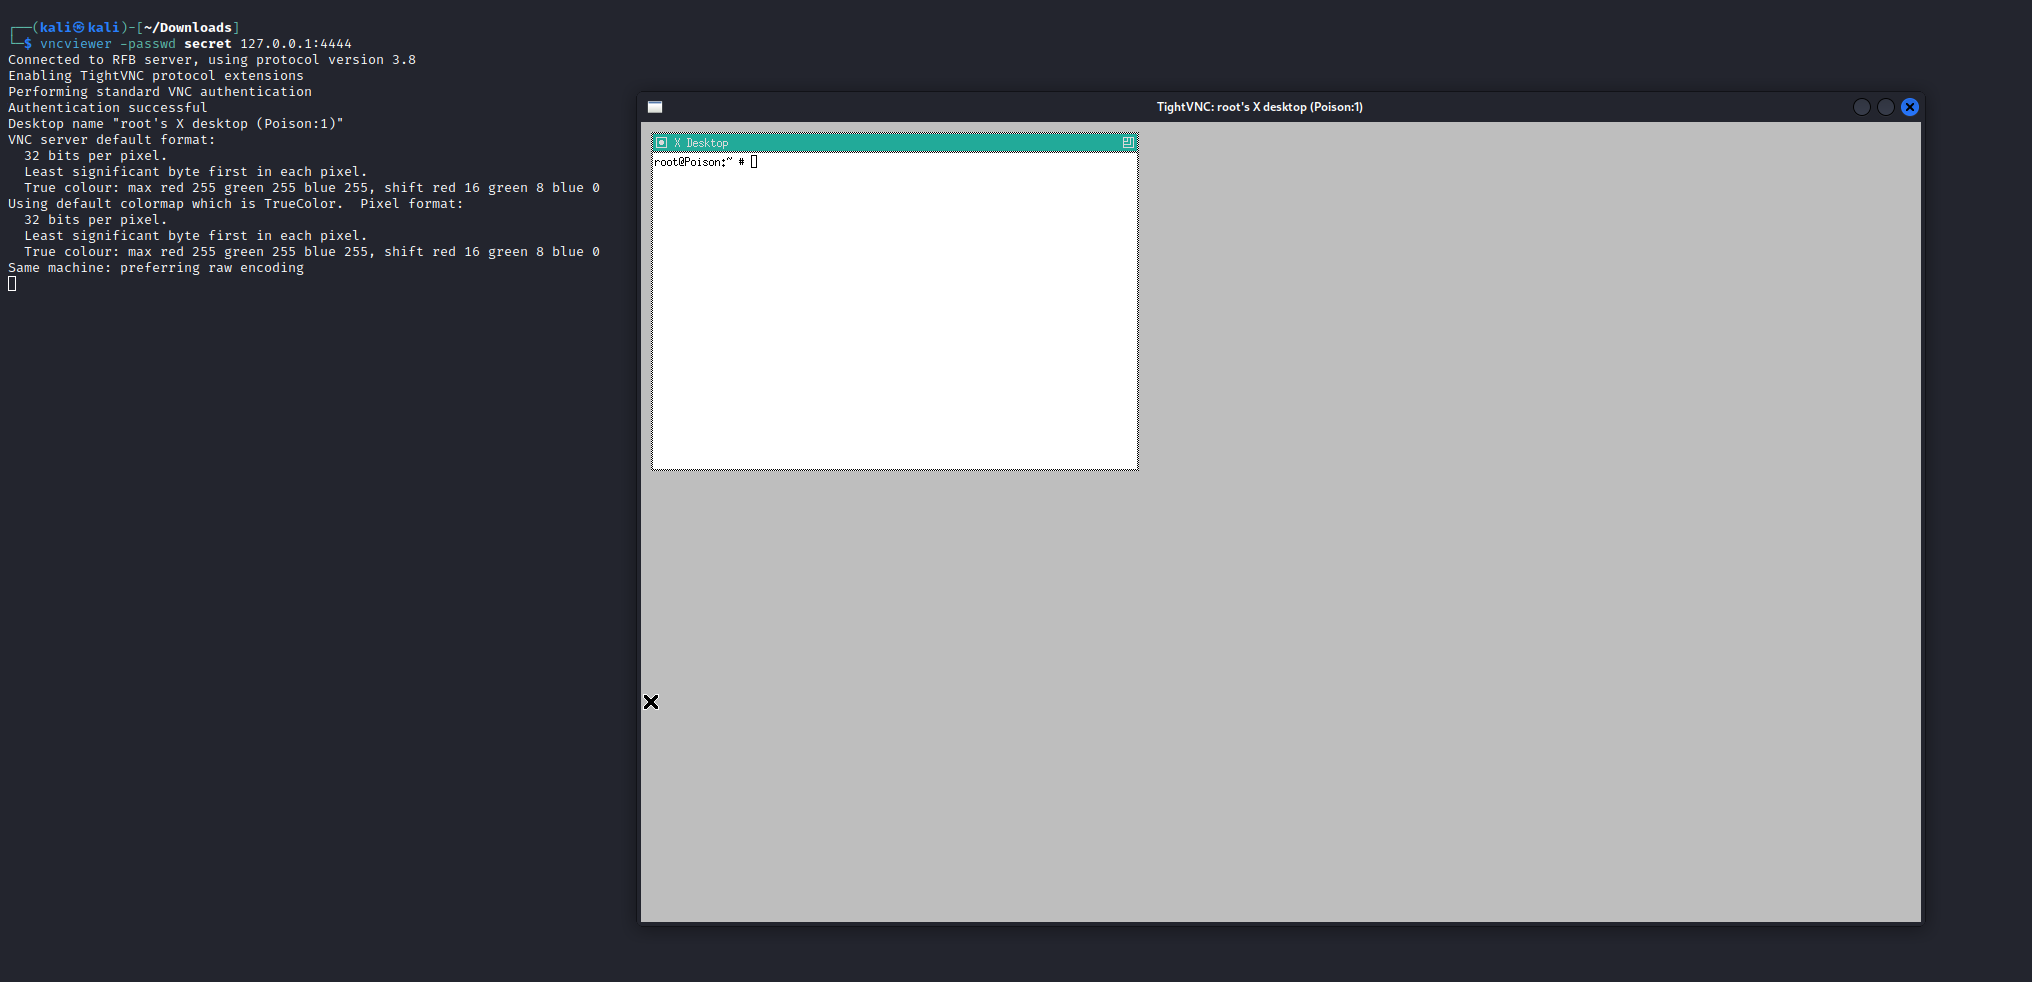 (kali㉿kali)-[~/Downloads]
$ vncviewer -passwd secret 127.0.0.1:4444
Connected to RFB server, using protocol version 3.8
Enabling TightVNC protocol extensions
Performing standard VNC authentication
Authentication successful
Desktop name "root's X desktop (Poison:1)"
VNC server default format:
  32 bits per pixel.
  Least significant byte first in each pixel.
  True colour: max red 255 green 255 blue 255, shift red 16 green 8 blue 0
Using default colormap which is TrueColor.  Pixel format:
  32 bits per pixel.
  Least significant byte first in each pixel.
  True colour: max red 255 green 255 blue 255, shift red 16 green 8 blue 0
Same machine: preferring raw encoding
TightVNC: root's X desktop (Poison:1)
X Desktop
root@Poison:~ #